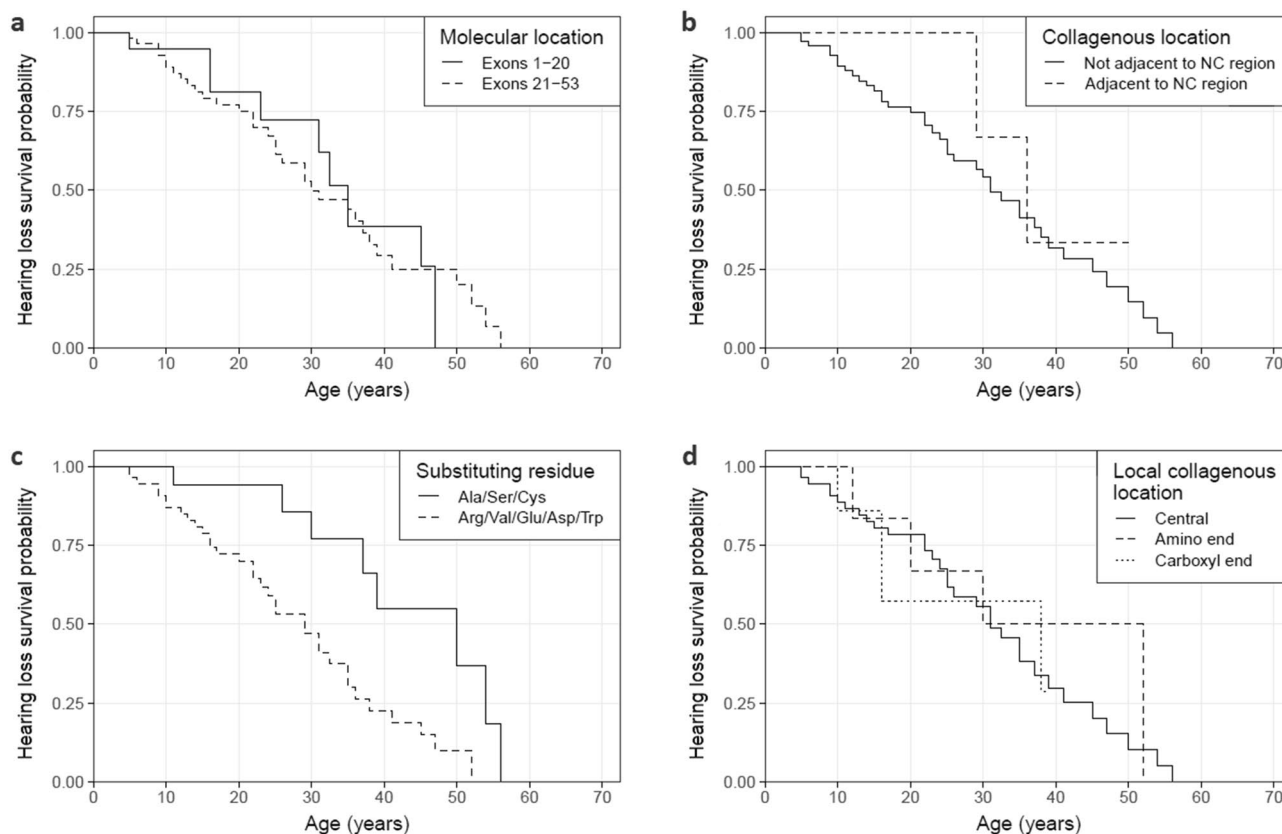 a
Molecular location
Exons 1−20
Exons 21−53
1.00
0.75
0.50
0.25
0.00
Hearing loss survival probability
0 10 20 30 40 50 60 70
Age (years)
b
Collagenous location
Not adjacent to NC region
Adjacent to NC region
1.00
0.75
0.50
0.25
0.00
Hearing loss survival probability
0 10 20 30 40 50 60 70
Age (years)
c
Substituting residue
Ala/Ser/Cys
Arg/Val/Glu/Asp/Trp
1.00
0.75
0.50
0.25
0.00
Hearing loss survival probability
0 10 20 30 40 50 60 70
Age (years)
d
Local collagenous
location
Central
Amino end
Carboxyl end
1.00
0.75
0.50
0.25
0.00
Hearing loss survival probability
0 10 20 30 40 50 60 70
Age (years)